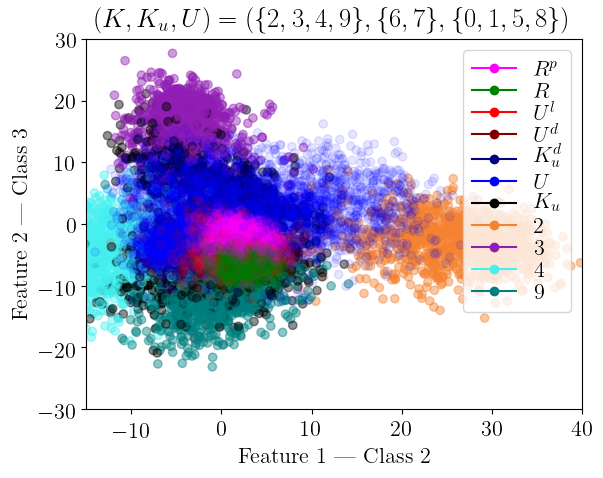 (K, K_u, U) = ({2, 3, 4, 9}, {6, 7}, {0, 1, 5, 8})
30
20
10
0
−10
−20
−30
Feature 2 — Class 3
R^p
R
U^l
U^d
K_u^d
U
K_u
2
3
4
9
−10
0
10
20
30
40
Feature 1 — Class 2